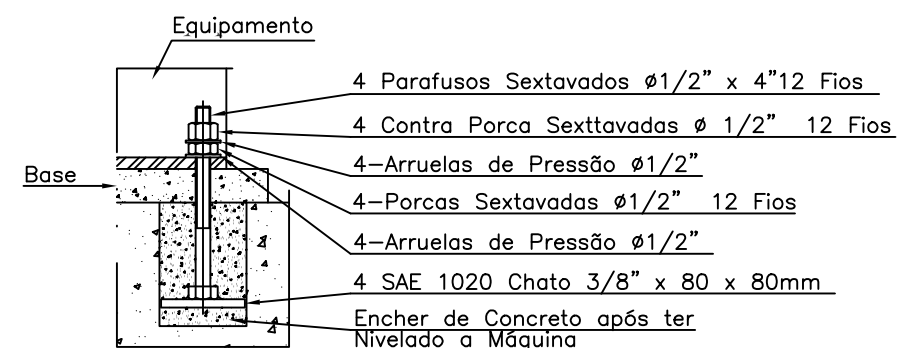 Equipamento
4 Parafusos Sextavados ø1/2" x 4"12 Fios
4 Contra Porca Sexttavadas ø 1/2" 12 Fios
4-Arruelas de Pressão ø1/2"
Base
4-Porcas Sextavadas ø1/2" 12 Fios
4-Arruelas de Pressão ø1/2"
4 SAE 1020 Chato 3/8" x 80 x 80mm
Encher de Concreto após ter
Nivelado a Máquina